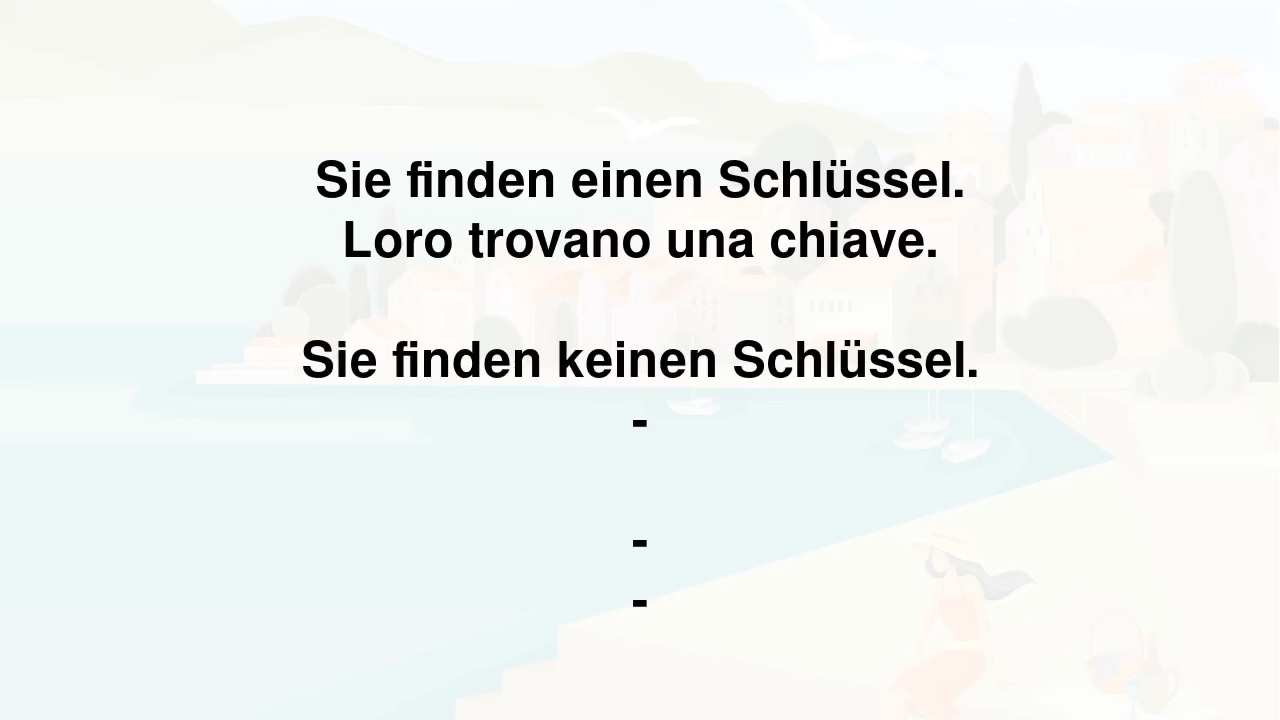 Sie finden einen Schlüssel.
Loro trovano una chiave.
Sie finden keinen Schlüssel.
-
-
-